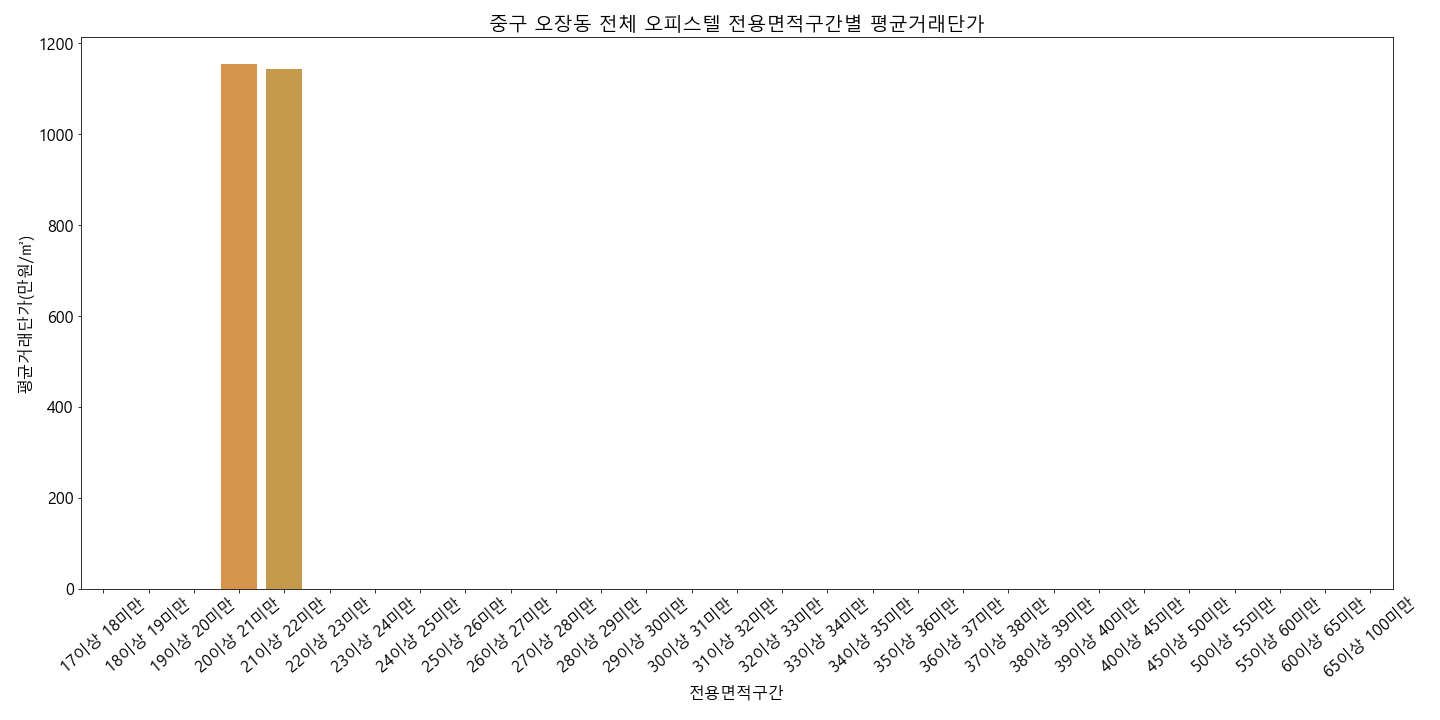 중구 오장동 전체 오피스텔 전용면적구간별 평균거래단가
평균거래단가(만원/㎡)
1200
1000
800
600
400
200
0
17이상 18미만
18이상 19미만
19이상 20미만
20이상 21미만
21이상 22미만
22이상 23미만
23이상 24미만
24이상 25미만
25이상 26미만
26이상 27미만
27이상 28미만
28이상 29미만
29이상 30미만
30이상 31미만
31이상 32미만
32이상 33미만
33이상 34미만
34이상 35미만
35이상 36미만
36이상 37미만
37이상 38미만
38이상 39미만
39이상 40미만
40이상 45미만
45이상 50미만
50이상 55미만
55이상 60미만
60이상 65미만
65이상 100미만
전용면적구간